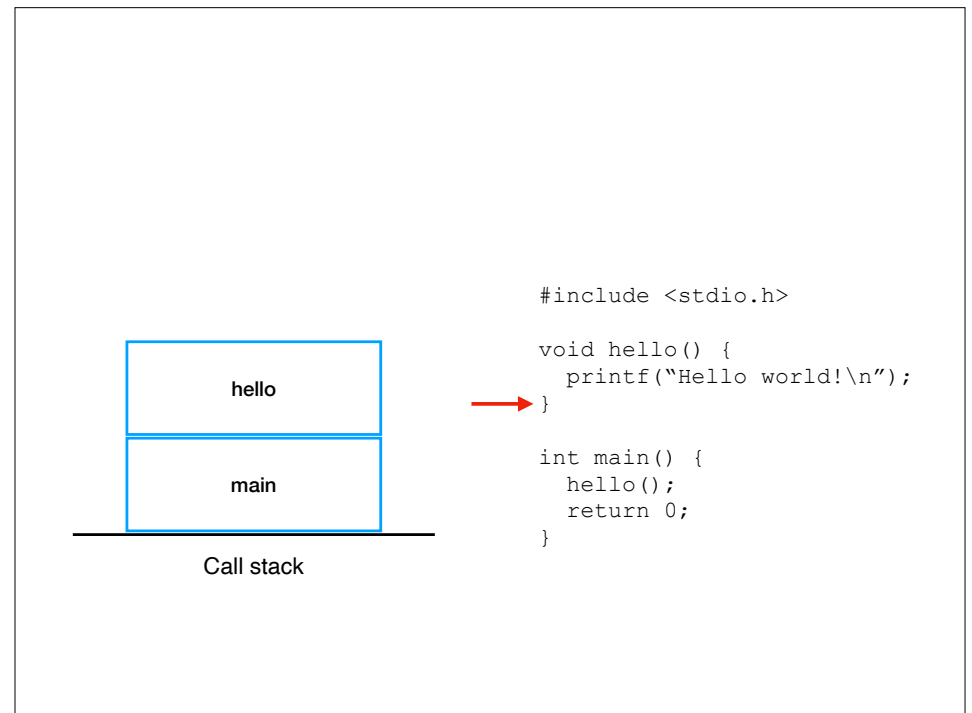 hello
main
Call stack
#include <stdio.h>
void hello() {
  printf(“Hello world!\n”);
}
int main() {
  hello();
  return 0;
}